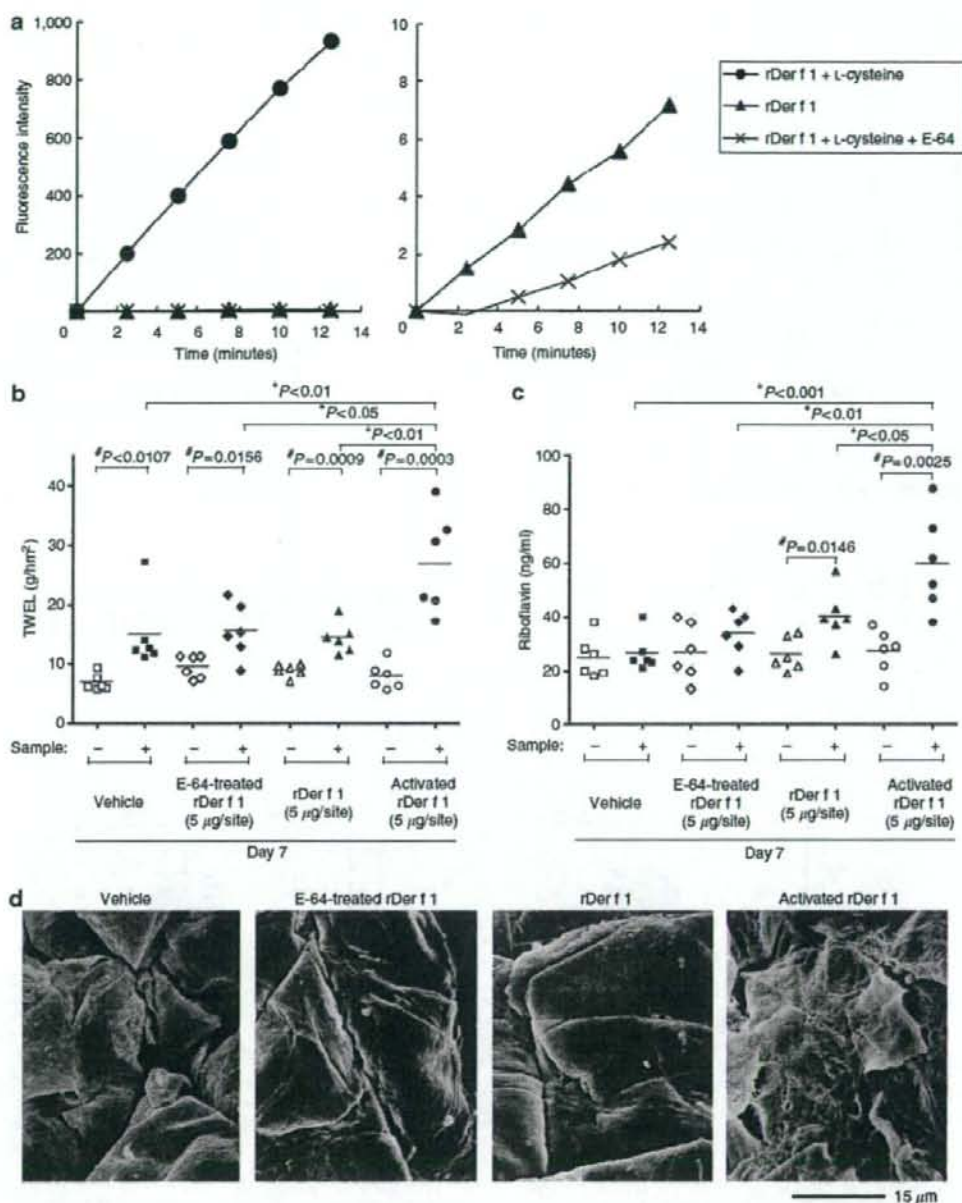 a
1,000
800
600
400
200
0 2 4 6 8 10 12 14
Time (minutes)
Fluorescence intensity
10
8
6
4
2
0 2 4 6 8 10 12 14
Time (minutes)
rDer f 1 + L-cysteine
rDer f 1
rDer f 1 + L-cysteine + E-64
b
+P<0.01
+P<0.05
+P<0.01
#P<0.0107 #P=0.0156 #P=0.0009 #P=0.0003
TWEL (g/hm²)
40
30
20
10
0
Sample: – + – + – + – +
Vehicle
E-64-treated
rDer f 1
(5 μg/site)
rDer f 1
(5 μg/site)
Activated
rDer f 1
(5 μg/site)
Day 7
c
+P<0.001
+P<0.01
+P<0.05
#P=0.0025
#P=0.0146
Riboflavin (ng/ml)
100
80
60
40
20
0
Sample: – + – + – + – +
Vehicle
E-64-treated
rDer f 1
(5 μg/site)
rDer f 1
(5 μg/site)
Activated
rDer f 1
(5 μg/site)
Day 7
d
Vehicle
E-64-treated rDer f 1
rDer f 1
Activated rDer f 1
15 μm